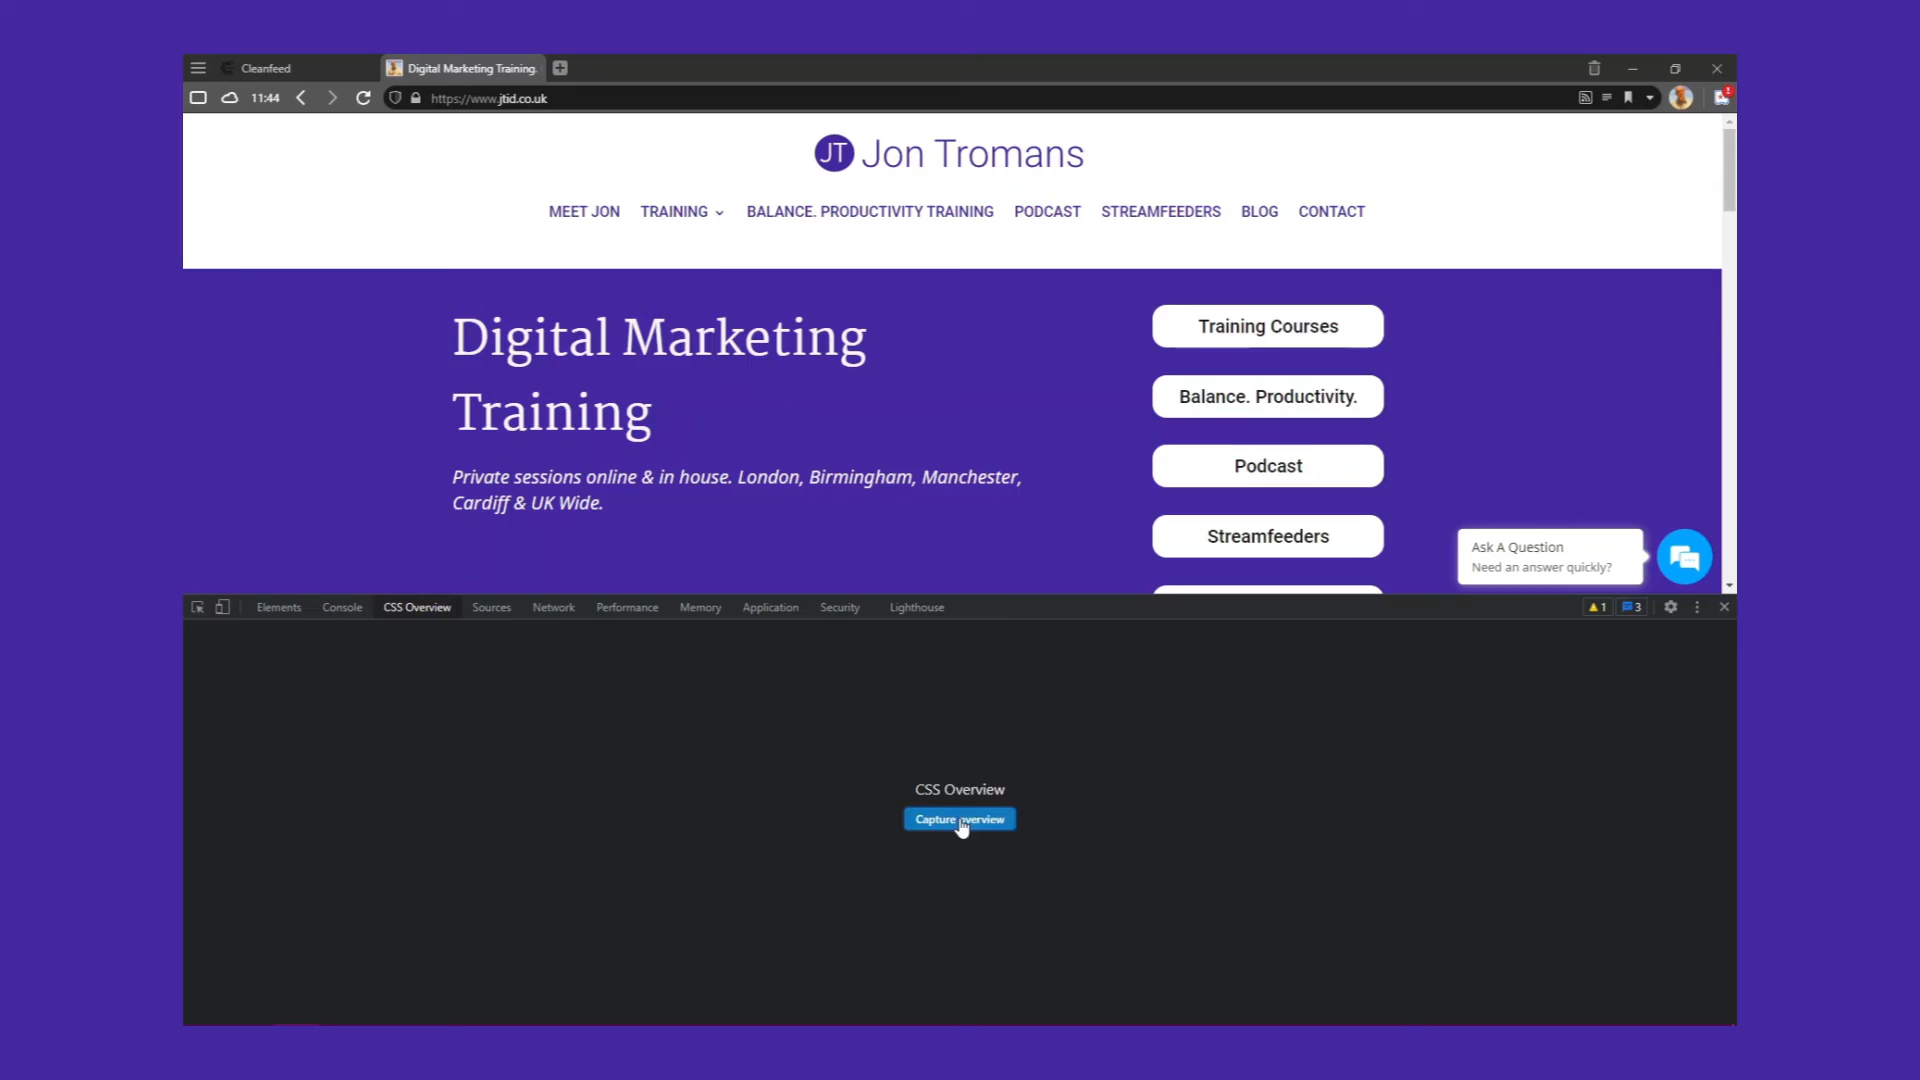 Cleanfeed
Digital Marketing Training.
11:44
https://www.jtid.co.uk
1
JT Jon Tromans
MEET JON TRAINING BALANCE. PRODUCTIVITY TRAINING PODCAST STREAMFEEDERS BLOG CONTACT
Digital Marketing
Training
Private sessions online & in house. London, Birmingham, Manchester,
Cardiff & UK Wide.
Training Courses
Balance. Productivity.
Podcast
Streamfeeders
Ask A Question
Need an answer quickly?
Elements Console CSS Overview Sources Network Performance Memory Application Security Lighthouse 1 3
CSS Overview
Capture overview